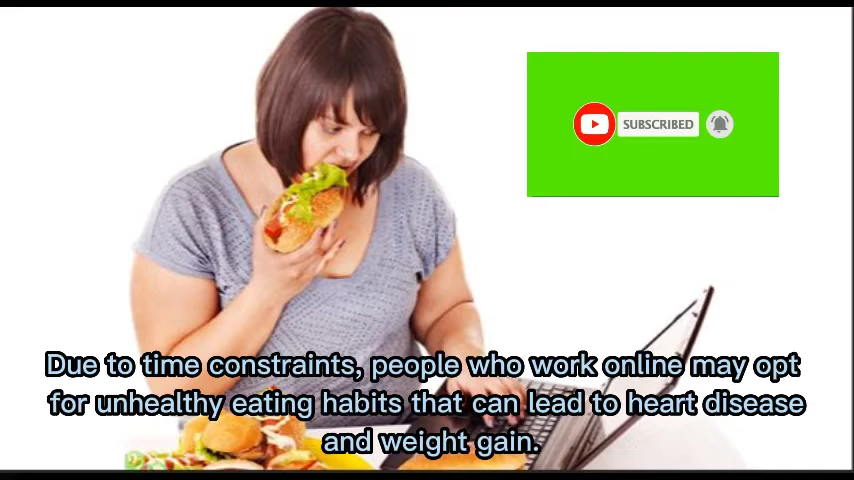 SUBSCRIBED
Due to time constraints, people who work online may opt
for unhealthy eating habits that can lead to heart disease
and weight gain.